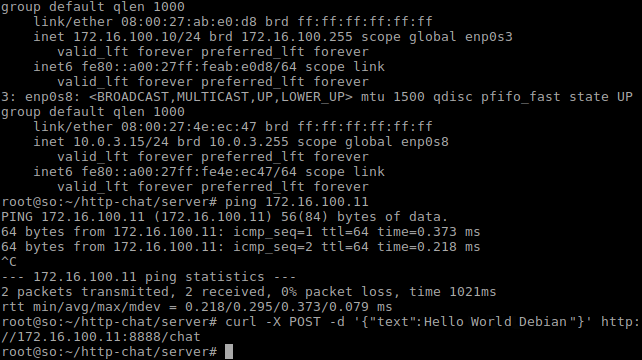 group default qlen 1000
    link/ether 08:00:27:ab:e0:d8 brd ff:ff:ff:ff:ff:ff
    inet 172.16.100.10/24 brd 172.16.100.255 scope global enp0s3
       valid_lft forever preferred_lft forever
    inet6 fe80::a00:27ff:feab:e0d8/64 scope link
       valid_lft forever preferred_lft forever
3: enp0s8: <BROADCAST,MULTICAST,UP,LOWER_UP> mtu 1500 qdisc pfifo_fast state UP
group default qlen 1000
    link/ether 08:00:27:4e:ec:47 brd ff:ff:ff:ff:ff:ff
    inet 10.0.3.15/24 brd 10.0.3.255 scope global enp0s8
       valid_lft forever preferred_lft forever
    inet6 fe80::a00:27ff:fe4e:ec47/64 scope link
       valid_lft forever preferred_lft forever
root@so:~/http-chat/server# ping 172.16.100.11
PING 172.16.100.11 (172.16.100.11) 56(84) bytes of data.
64 bytes from 172.16.100.11: icmp_seq=1 ttl=64 time=0.373 ms
64 bytes from 172.16.100.11: icmp_seq=2 ttl=64 time=0.218 ms
^C
--- 172.16.100.11 ping statistics ---
2 packets transmitted, 2 received, 0% packet loss, time 1021ms
rtt min/avg/max/mdev = 0.218/0.295/0.373/0.079 ms
root@so:~/http-chat/server# curl -X POST -d '{"text":Hello World Debian"}' http:
//172.16.100.11:8888/chat
root@so:~/http-chat/server#